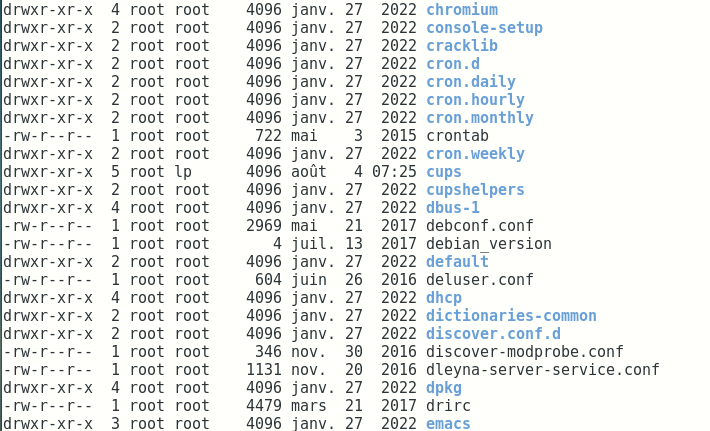 drwxr-xr-x  4 root root    4096 janv. 27  2022 chromium
drwxr-xr-x  2 root root    4096 janv. 27  2022 console-setup
drwxr-xr-x  2 root root    4096 janv. 27  2022 cracklib
drwxr-xr-x  2 root root    4096 janv. 27  2022 cron.d
drwxr-xr-x  2 root root    4096 janv. 27  2022 cron.daily
drwxr-xr-x  2 root root    4096 janv. 27  2022 cron.hourly
drwxr-xr-x  2 root root    4096 janv. 27  2022 cron.monthly
-rw-r--r--  1 root root     722 mai    3  2015 crontab
drwxr-xr-x  2 root root    4096 janv. 27  2022 cron.weekly
drwxr-xr-x  5 root lp      4096 août   4 07:25 cups
drwxr-xr-x  2 root root    4096 janv. 27  2022 cupshelpers
drwxr-xr-x  4 root root    4096 janv. 27  2022 dbus-1
-rw-r--r--  1 root root    2969 mai   21  2017 debconf.conf
-rw-r--r--  1 root root       4 juil. 13  2017 debian_version
drwxr-xr-x  2 root root    4096 janv. 27  2022 default
-rw-r--r--  1 root root     604 juin  26  2016 deluser.conf
drwxr-xr-x  4 root root    4096 janv. 27  2022 dhcp
drwxr-xr-x  2 root root    4096 janv. 27  2022 dictionaries-common
drwxr-xr-x  2 root root    4096 janv. 27  2022 discover.conf.d
-rw-r--r--  1 root root     346 nov.  30  2016 discover-modprobe.conf
-rw-r--r--  1 root root    1131 nov.  20  2016 dleyna-server-service.conf
drwxr-xr-x  4 root root    4096 janv. 27  2022 dpkg
-rw-r--r--  1 root root    4479 mars  21  2017 drirc
drwxr-xr-x  3 root root    4096 janv. 27  2022 emacs